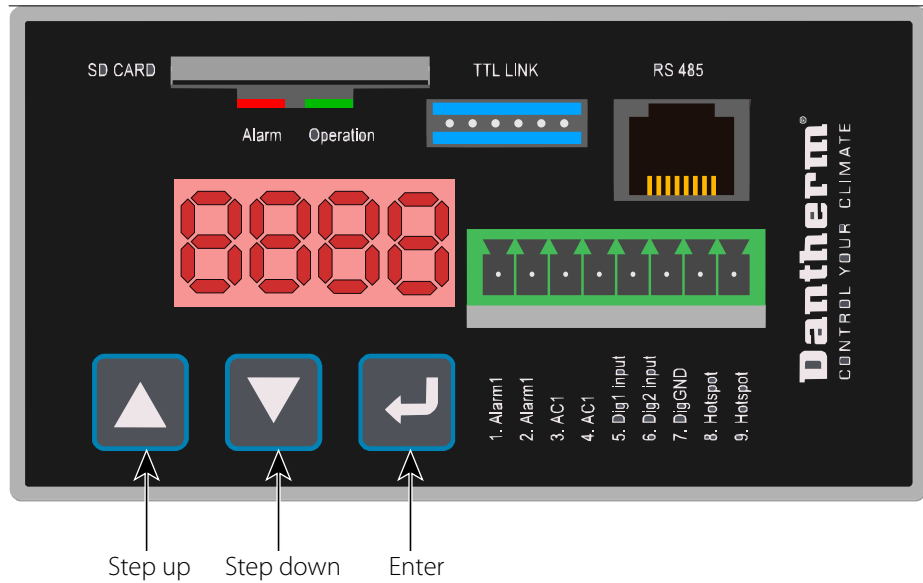 SD CARD
TTL LINK
RS 485
Alarm
Operation
8888
1. Alarm1
2. Alarm1
3. AC1
4. AC1
5. Dig1 input
6. Dig2 input
7. DigGND
8. Hotspot
9. Hotspot
Dantherm®
CONTROL YOUR CLIMATE
Step up
Step down
Enter